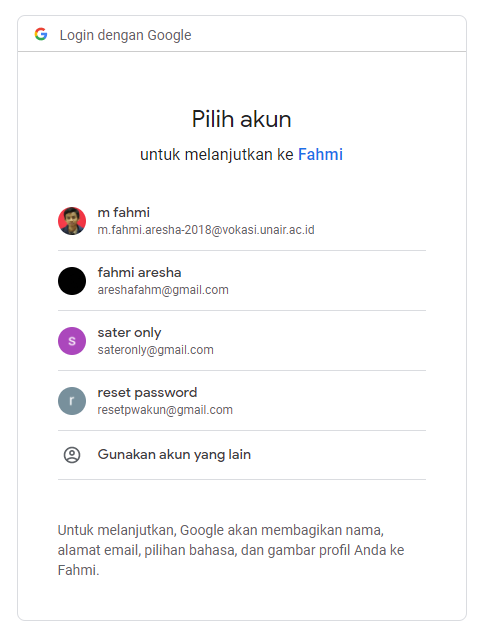 Login dengan Google
Pilih akun
untuk melanjutkan ke Fahmi
m fahmi
m.fahmi.aresha-2018@vokasi.unair.ac.id
fahmi aresha
areshafahm@gmail.com
s
sater only
sateronly@gmail.com
r
reset password
resetpwakun@gmail.com
Gunakan akun yang lain
Untuk melanjutkan, Google akan membagikan nama,
alamat email, pilihan bahasa, dan gambar profil Anda ke
Fahmi.